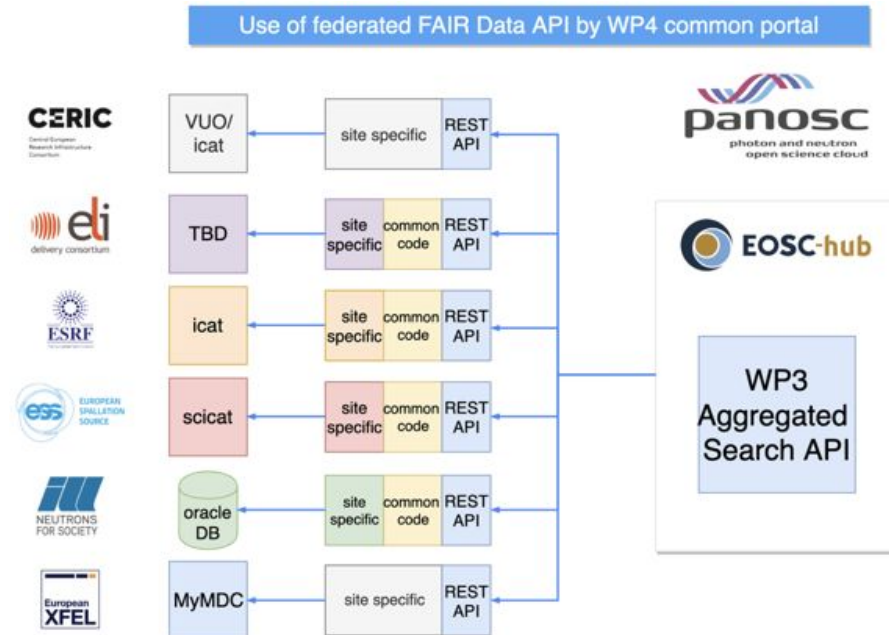 Use of federated FAIR Data API by WP4 common portal
CERIC
Central European
Research Infrastructure
Consortium
VUO/
icat
site specific
REST
API
panosc
photon and neutron
open science cloud
eli
delivery consortium
TBD
site
specific
common
code
REST
API
EOSC-hub
ESRF
icat
site
specific
common
code
REST
API
ess
EUROPEAN
SPALLATION
SOURCE
scicat
site
specific
common
code
REST
API
WP3
Aggregated
Search API
NEUTRONS
FOR SOCIETY
oracle
DB
site
specific
common
code
REST
API
European
XFEL
MyMDC
site specific
REST
API